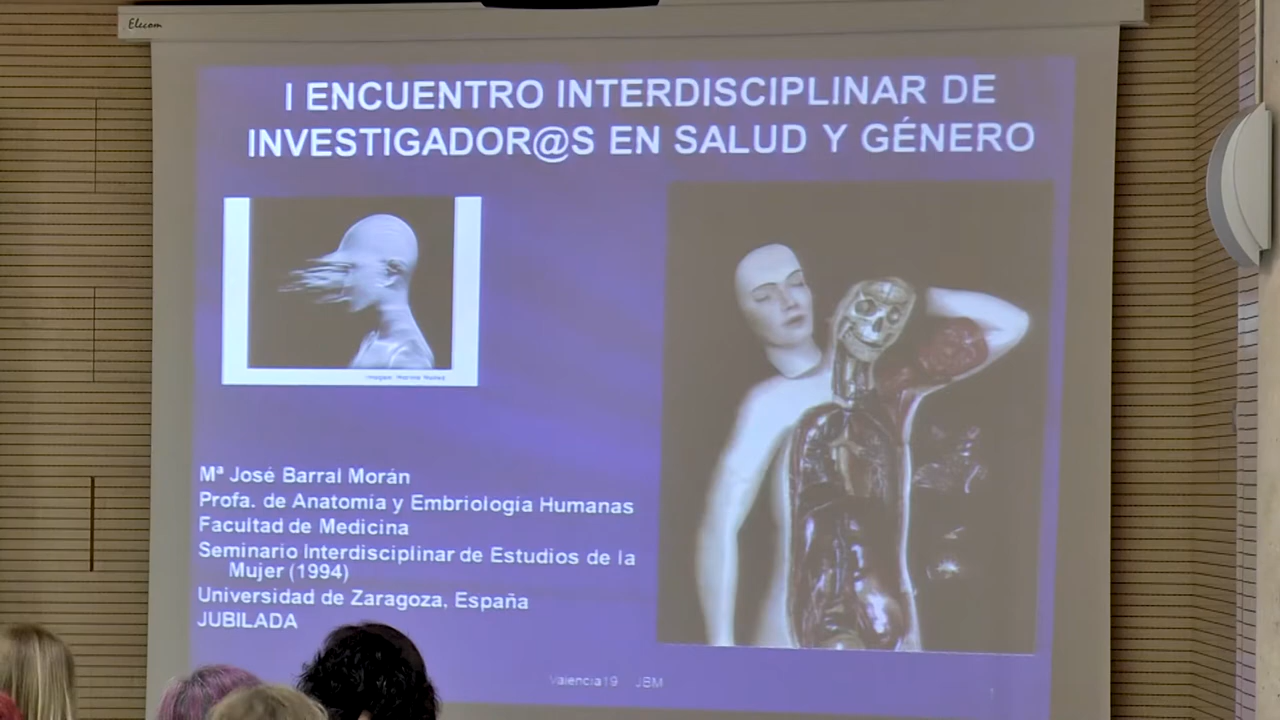 Elecom
I ENCUENTRO INTERDISCIPLINAR DE
INVESTIGADOR@S EN SALUD Y GÉNERO
Mª José Barral Morán
Profa. de Anatomía y Embriología Humanas
Facultad de Medicina
Seminario Interdisciplinar de Estudios de la
Mujer (1994)
Universidad de Zaragoza, España
JUBILADA
Valencia19 JBM
1